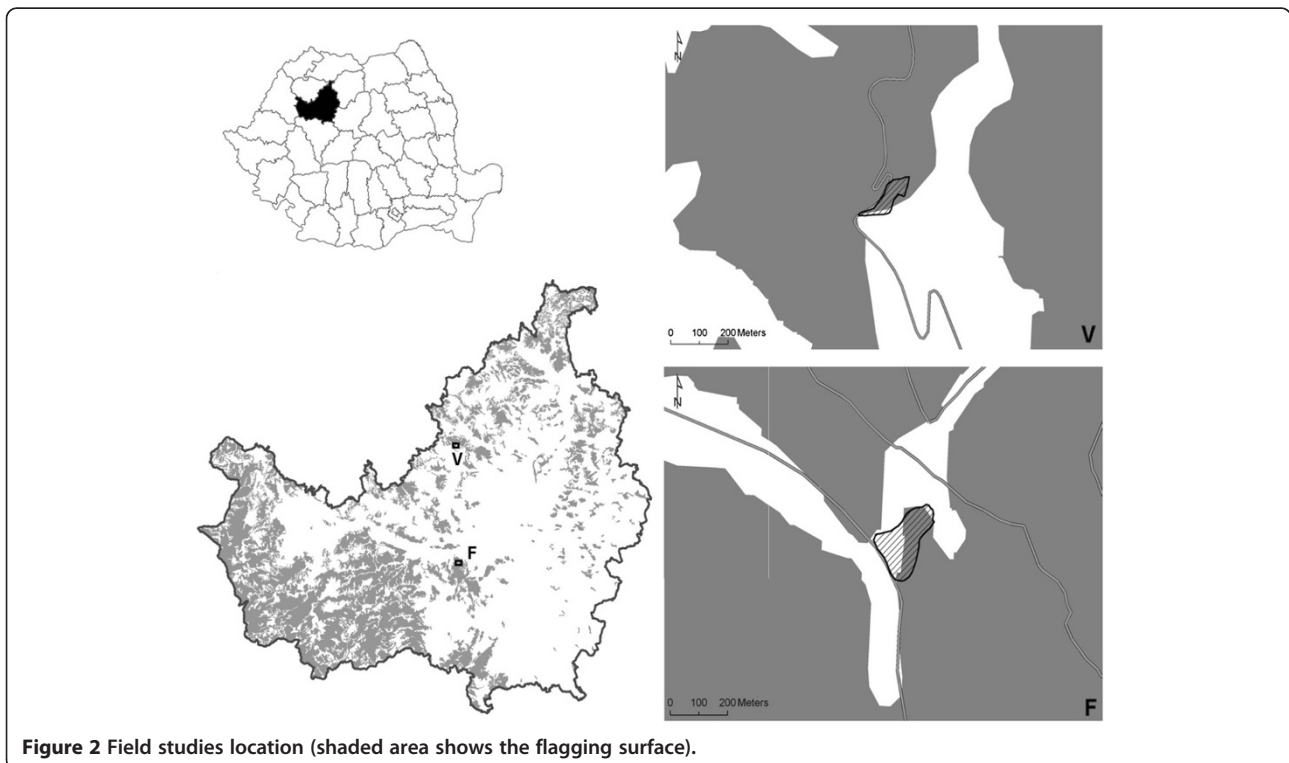 N
V
0 100 200 Meters
V
F
N
0 100 200 Meters
F
Figure 2 Field studies location (shaded area shows the flagging surface).